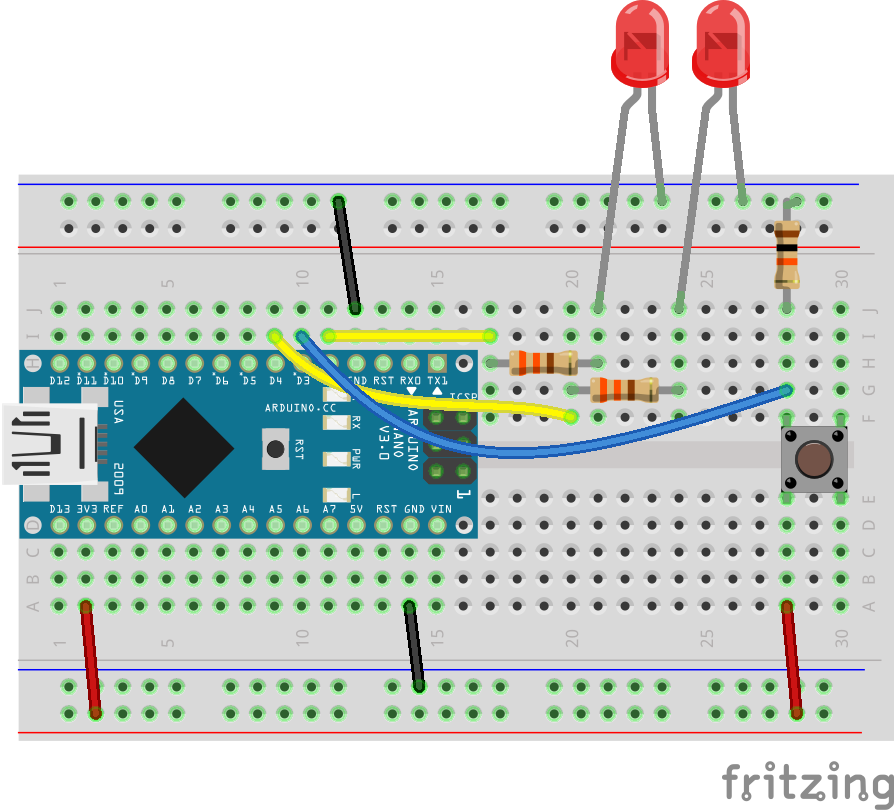 1 5 10 15 20 25 30
J J
I I
H H
G
F F
D12 D11 D10 D9 D8 D7 D6 D5 D4 D3 GND RST RX0 TX1
ICSP
ARDUINO.CC
ARDUINO
NANO
V3.0
USA
2009
RST
RX
PWR
L
1
D13 3V3 REF A0 A1 A2 A3 A4 A5 A6 A7 5V RST GND VIN
E
D D
C C
B B
A A
1 5 10 15 20 25 30
fritzing